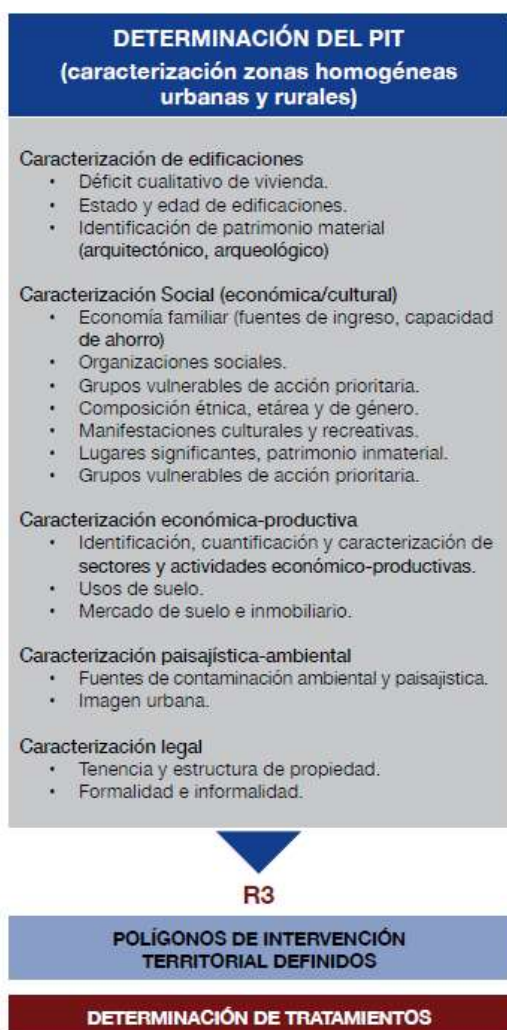 DETERMINACIÓN DEL PIT
(caracterización zonas homogéneas
urbanas y rurales)
Caracterización de edificaciones
• Déficit cualitativo de vivienda.
• Estado y edad de edificaciones.
• Identificación de patrimonio material
(arquitectónico, arqueológico)
Caracterización Social (económica/cultural)
• Economía familiar (fuentes de ingreso, capacidad
de ahorro)
• Organizaciones sociales.
• Grupos vulnerables de acción prioritaria.
• Composición étnica, etárea y de género.
• Manifestaciones culturales y recreativas.
• Lugares significantes, patrimonio inmaterial.
• Grupos vulnerables de acción prioritaria.
Caracterización económica-productiva
• Identificación, cuantificación y caracterización de
sectores y actividades económico-productivas.
• Usos de suelo.
• Mercado de suelo e inmobiliario.
Caracterización paisajística-ambiental
• Fuentes de contaminación ambiental y paisajistica.
• Imagen urbana.
Caracterización legal
• Tenencia y estructura de propiedad.
• Formalidad e informalidad.
R3
POLÍGONOS DE INTERVENCIÓN
TERRITORIAL DEFINIDOS
DETERMINACIÓN DE TRATAMIENTOS